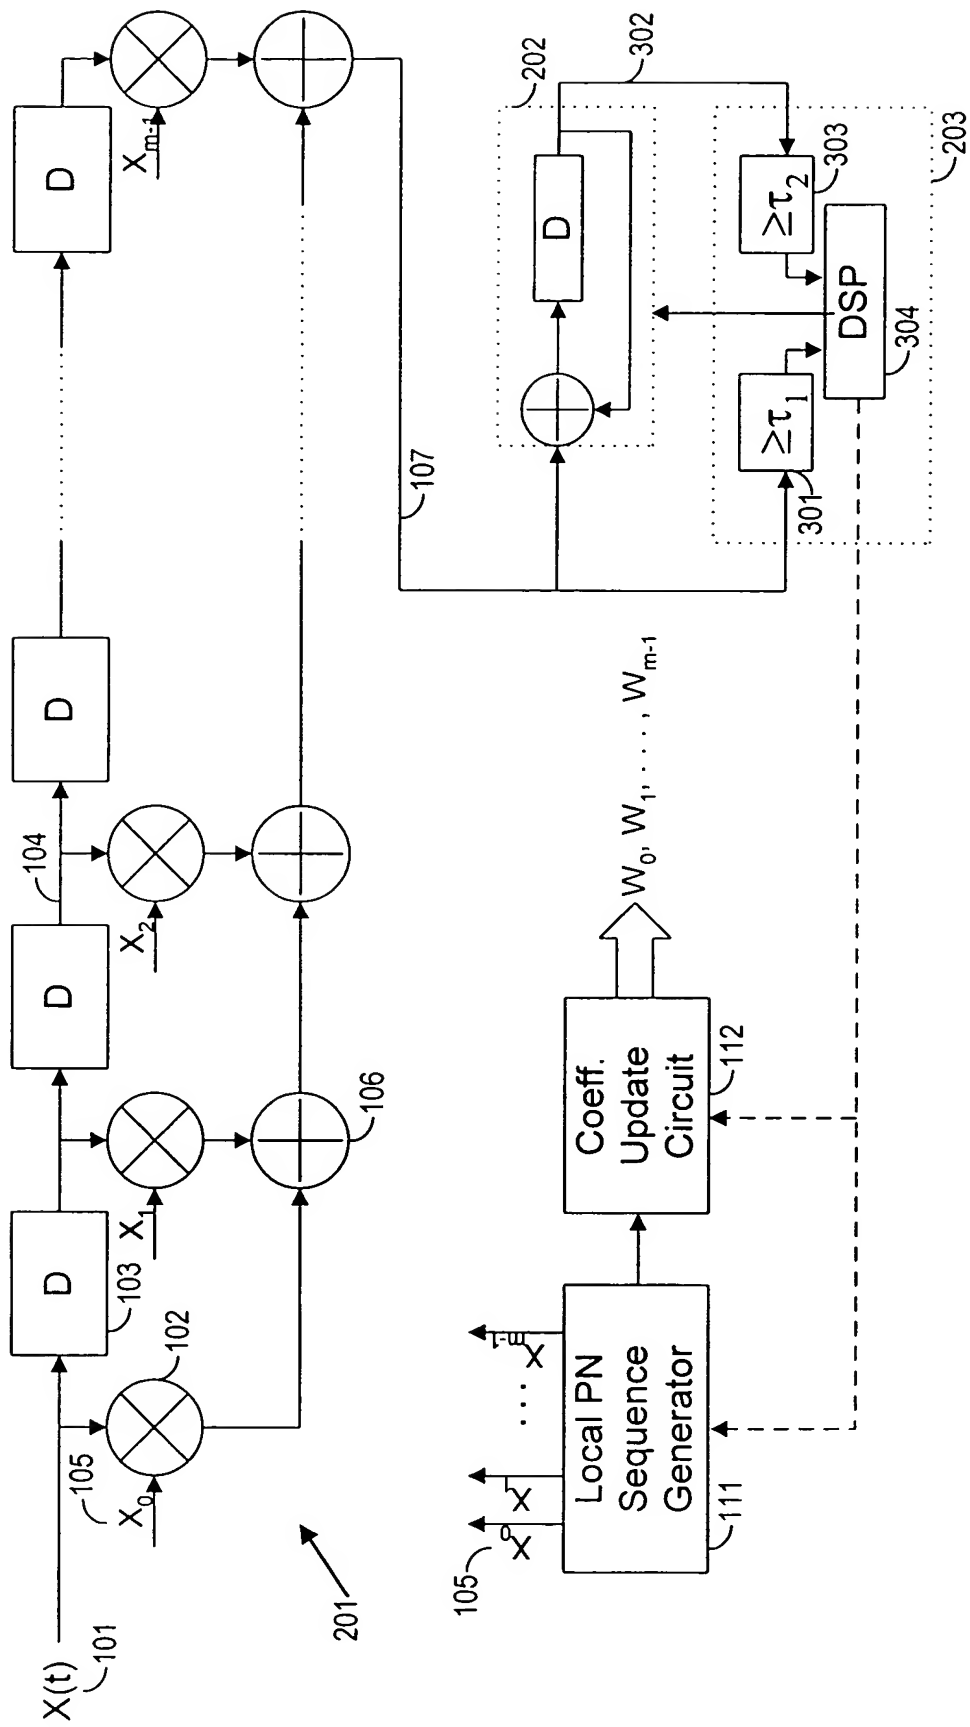 X(t)
101
105
X0
102
D
103
X1
106
D
104
X2
D
D
Xm-1
201
107
202
D
302
≥τ1
301
≥τ2
303
DSP
304
203
105
X0
X1
. . .
Xm-1
Local PN
Sequence
Generator
111
Coeff.
Update
Circuit
112
W0, W1, . . . . , Wm-1